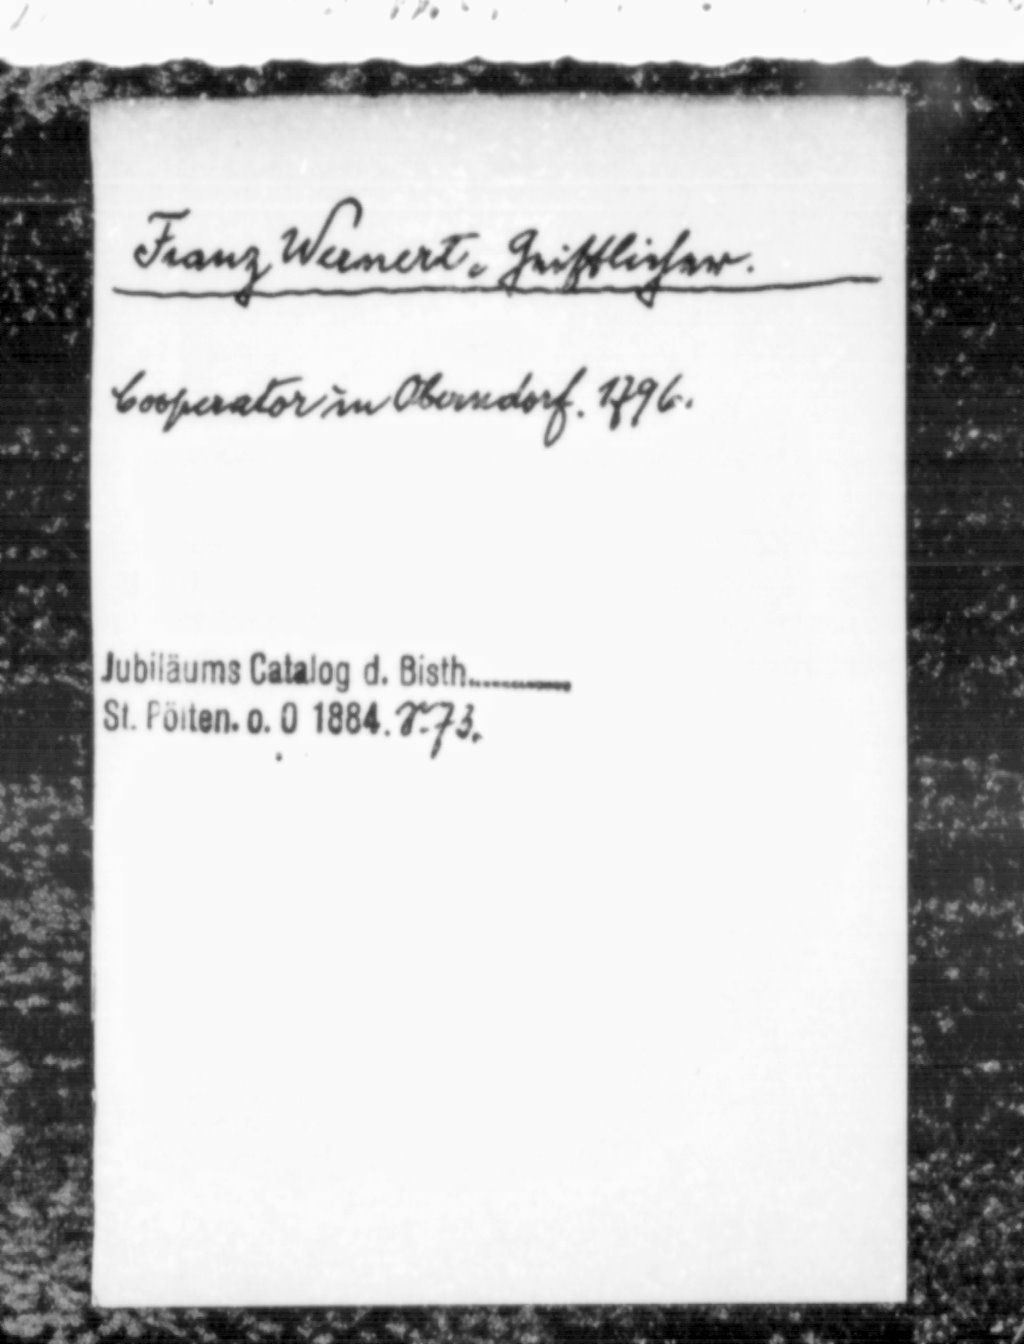 Franz Wernert, Geistlicher.
Cooperator in Oberndorf. 1796.
Jubiläums Catalog d. Bisth...........
St. Pölten. o. O 1884. S. 73.